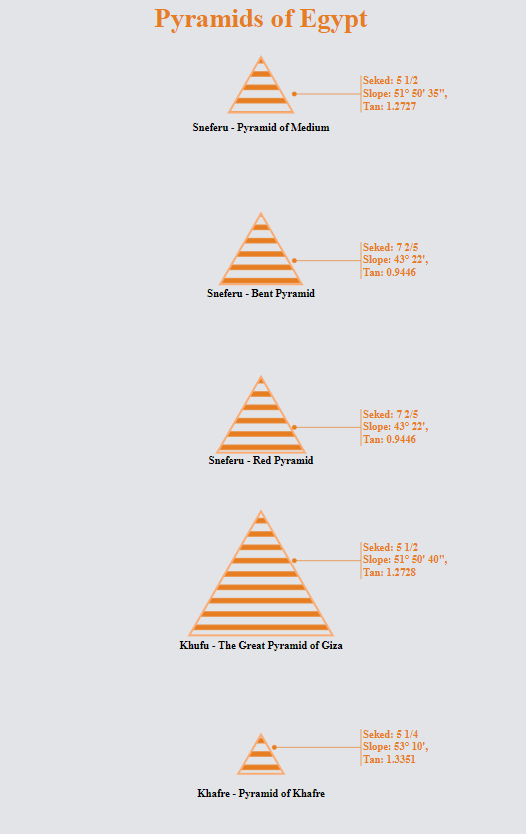 Pyramids of Egypt
Seked: 5 1/2
Slope: 51° 50' 35",
Tan: 1.2727
Sneferu - Pyramid of Medium
Seked: 7 2/5
Slope: 43° 22',
Tan: 0.9446
Sneferu - Bent Pyramid
Seked: 7 2/5
Slope: 43° 22',
Tan: 0.9446
Sneferu - Red Pyramid
Seked: 5 1/2
Slope: 51° 50' 40",
Tan: 1.2728
Khufu - The Great Pyramid of Giza
Seked: 5 1/4
Slope: 53° 10',
Tan: 1.3351
Khafre - Pyramid of Khafre